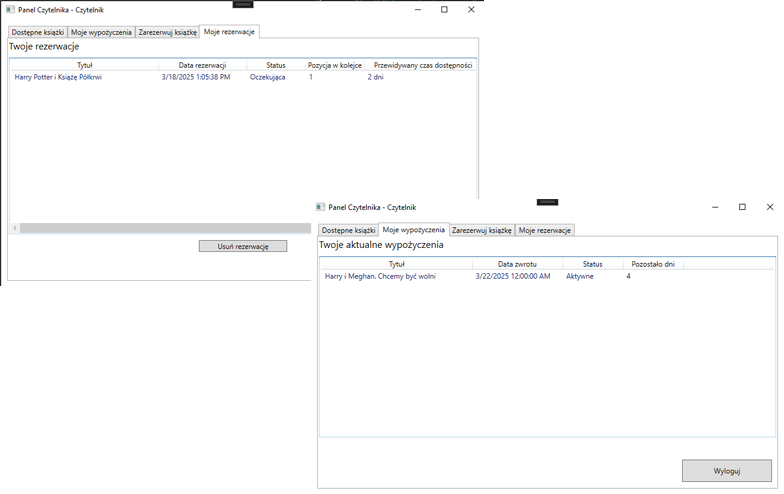 Panel Czytelnika - Czytelnik
Dostępne książki Moje wypożyczenia Zarezerwuj książkę Moje rezerwacje
Twoje rezerwacje
Tytuł Data rezerwacji Status Pozycja w kolejce Przewidywany czas dostępności
Harry Potter i Książę Półkrwi 3/18/2025 1:05:38 PM Oczekująca 1 2 dni
Usuń rezerwację
Panel Czytelnika - Czytelnik
Dostępne książki Moje wypożyczenia Zarezerwuj książkę Moje rezerwacje
Twoje aktualne wypożyczenia
Tytuł Data zwrotu Status Pozostało dni
Harry i Meghan. Chcemy być wolni 3/22/2025 12:00:00 AM Aktywne 4
Wyloguj